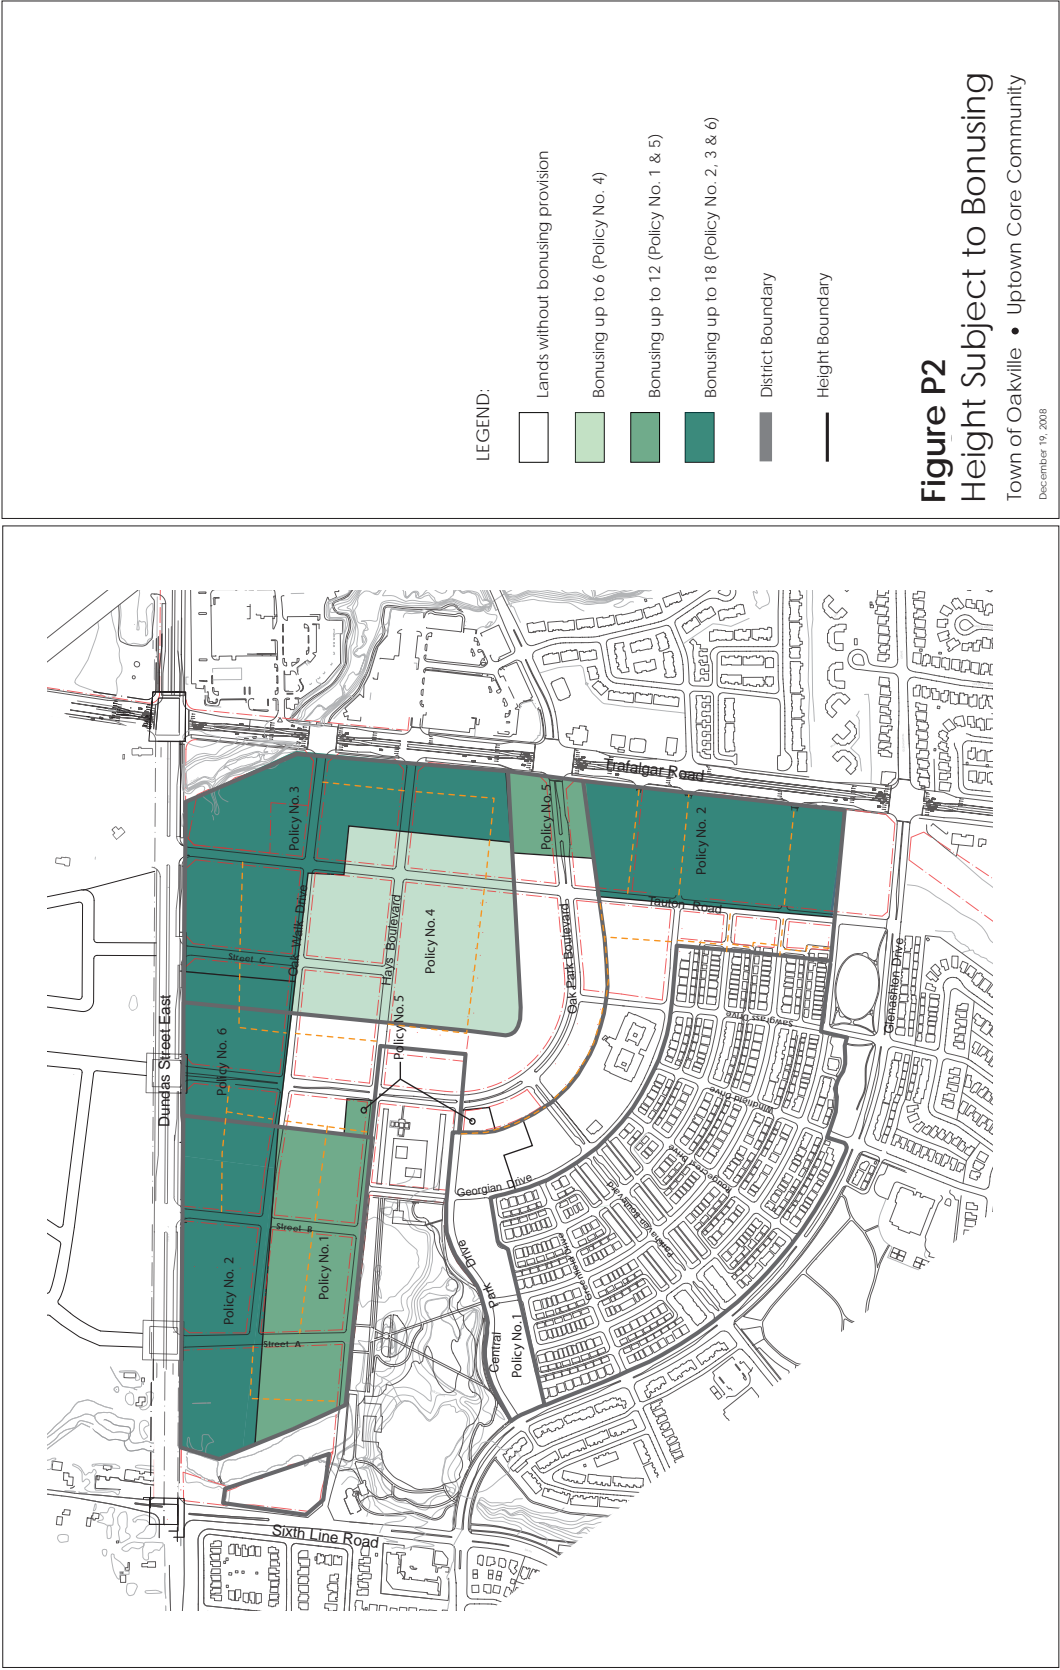 LEGEND:
Lands without bonusing provision
Bonusing up to 6 (Policy No. 4)
Bonusing up to 12 (Policy No. 1 & 5)
Bonusing up to 18 (Policy No. 2, 3 & 6)
District Boundary
Height Boundary
Figure P2
Height Subject to Bonusing
Town of Oakville • Uptown Core Community
December 19, 2008
Dundas Street East
Trafalgar Road
Policy No.3
Policy No.5
Policy No. 2
Oak Walk Drive
Hays Boulevard
Policy No.4
Tauton Road
Street C
Oak Park Boulevard
Policy No. 6
Policy No.5
Glenashton Drive
Sawgrass Drive
Georgian Drive
Street B
Policy No. 2
Policy No.1
Street A
Central Park Drive
Policy No.1
Sixth Line Road